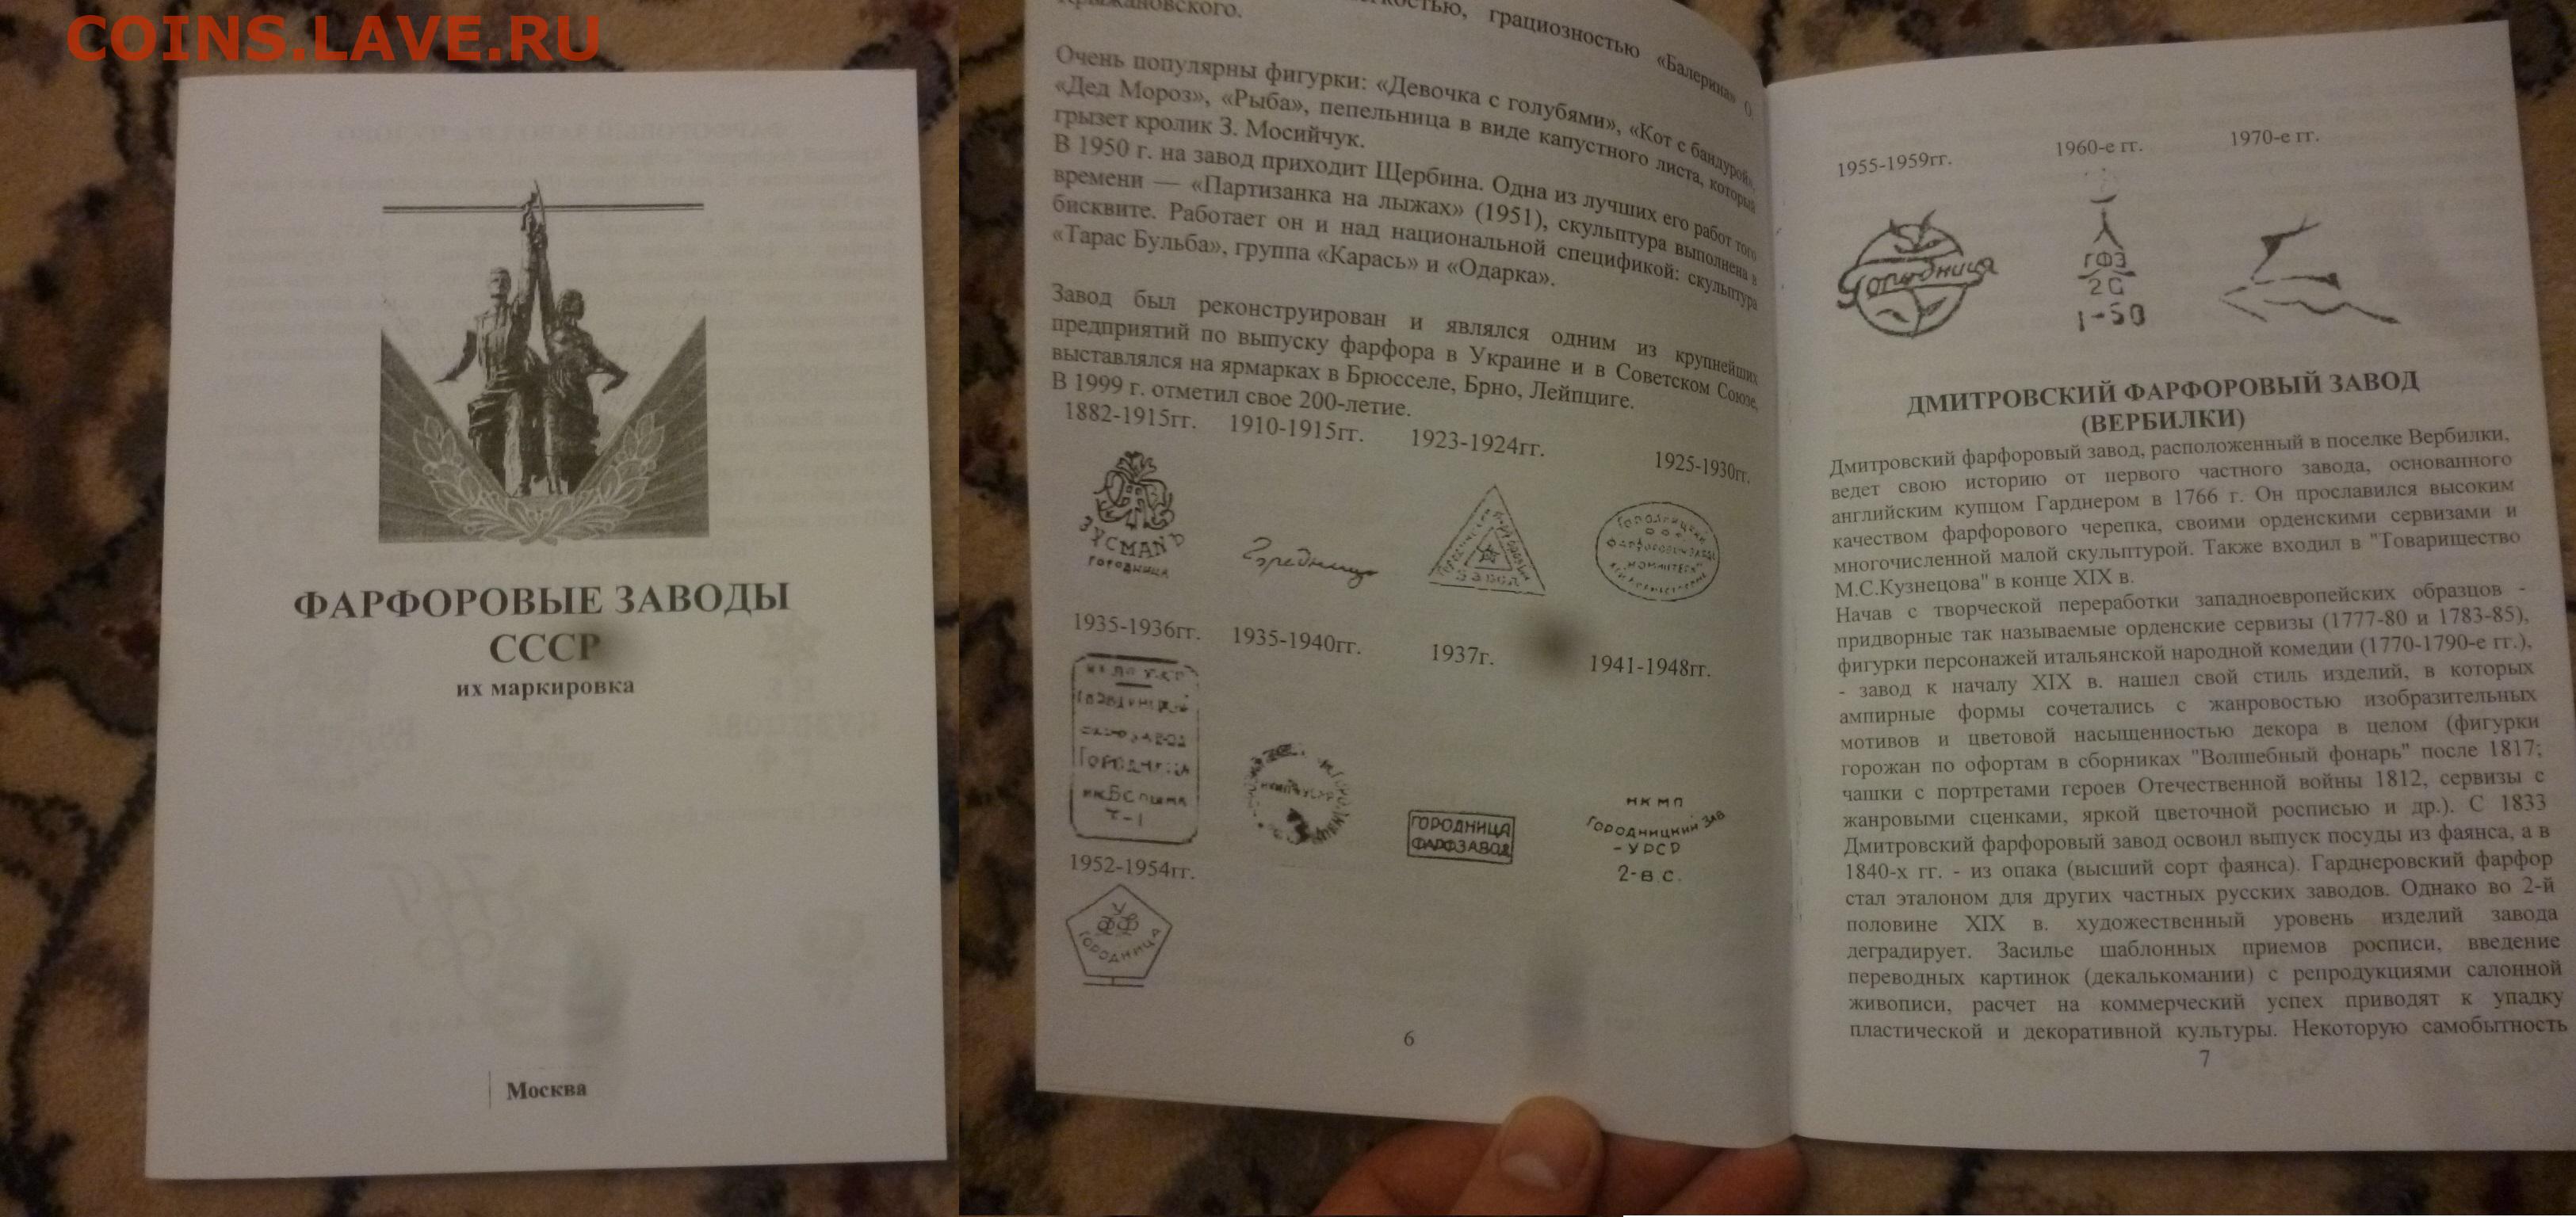 COINS.LAVE.RU
ФАРФОРОВЫЕ ЗАВОДЫ
СССР
их маркировка
Москва
Крыжановского.
грациозностью «Балерина» О.
Очень популярны фигурки: «Девочка с голубями», «Кот с бандурой»,
«Дед Мороз», «Рыба», пепельница в виде капустного листа, который
грызет кролик З. Мосийчук.
В 1950 г. на завод приходит Щербина. Одна из лучших его работ того
времени — «Партизанка на лыжах» (1951), скульптура выполнена в
бисквите. Работает он и над национальной спецификой: скульптура
«Тарас Бульба», группа «Карась» и «Одарка».
Завод был реконструирован и являлся одним из крупнейших
предприятий по выпуску фарфора в Украине и в Советском Союзе,
выставлялся на ярмарках в Брюсселе, Брно, Лейпциге.
В 1999 г. отметил свое 200-летие.
1882-1915гг. 1910-1915гг. 1923-1924гг. 1925-1930гг.
ЗУСМАНЪ
ГОРОДНИЦА
ЗАВОД
1935-1936гг. 1935-1940гг. 1937г. 1941-1948гг.
ГОРОДНИЦА
ГОРОДНИЦА
ФАРФЗАВОД
НКМП
ГОРОДНИЦКИЙ ЗАВ
-УРСР
2-В.С.
1952-1954гг.
ГОРОДНИЦА
6
1955-1959гг. 1960-е гг. 1970-е гг.
Городница
ГФЗ
2С
1-50
ДМИТРОВСКИЙ ФАРФОРОВЫЙ ЗАВОД
(ВЕРБИЛКИ)
Дмитровский фарфоровый завод, расположенный в поселке Вербилки,
ведет свою историю от первого частного завода, основанного
английским купцом Гарднером в 1766 г. Он прославился высоким
качеством фарфорового черепка, своими орденскими сервизами и
многочисленной малой скульптурой. Также входил в "Товарищество
М.С.Кузнецова" в конце XIX в.
Начав с творческой переработки западноевропейских образцов -
придворные так называемые орденские сервизы (1777-80 и 1783-85),
фигурки персонажей итальянской народной комедии (1770-1790-е гг.),
- завод к началу XIX в. нашел свой стиль изделий, в которых
ампирные формы сочетались с жанровостью изобразительных
мотивов и цветовой насыщенностью декора в целом (фигурки
горожан по офортам в сборниках "Волшебный фонарь" после 1817;
чашки с портретами героев Отечественной войны 1812, сервизы с
жанровыми сценками, яркой цветочной росписью и др.). С 1833
Дмитровский фарфоровый завод освоил выпуск посуды из фаянса, а в
1840-х гг. - из опака (высший сорт фаянса). Гарднеровский фарфор
стал эталоном для других частных русских заводов. Однако во 2-й
половине XIX в. художественный уровень изделий завода
деградирует. Засилье шаблонных приемов росписи, введение
переводных картинок (декалькомании) с репродукциями салонной
живописи, расчет на коммерческий успех приводят к упадку
пластической и декоративной культуры. Некоторую самобытность
7